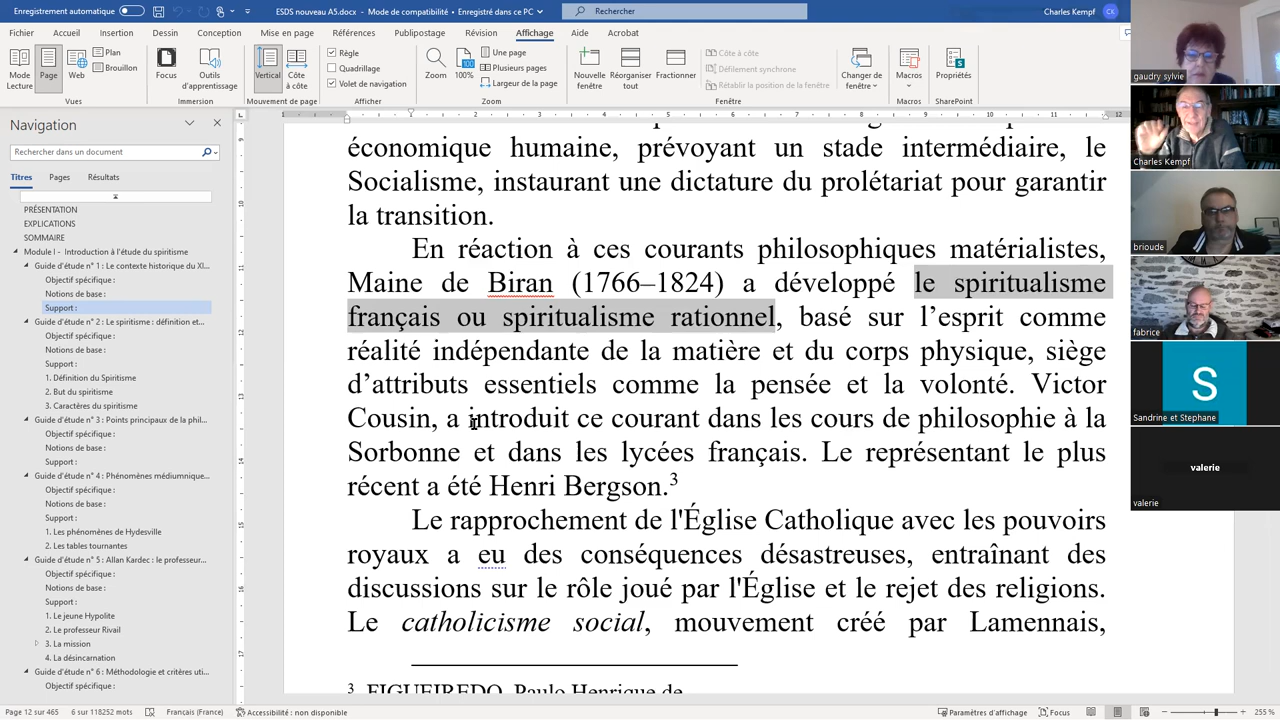 Enregistrement automatique
ESDS nouveau A5.docx - Mode de compatibilité • Enregistré dans ce PC
Rechercher
Charles Kempf
CK
Fichier Accueil Insertion Dessin Conception Mise en page Références Publipostage Révision Affichage Aide Acrobat
Mode Lecture
Page
Web
Plan
Brouillon
Vues
Focus
Outils d'apprentissage
Immersion
Vertical
Côte à côte
Mouvement de page
Règle
Quadrillage
Volet de navigation
Afficher
Zoom
100%
Une page
Plusieurs pages
Largeur de la page
Zoom
Nouvelle fenêtre
Réorganiser tout
Fractionner
Côte à côte
Défilement synchrone
Rétablir la position de la fenêtre
Fenêtre
Changer de fenêtre
Macros
Macros
Propriétés
SharePoint
Navigation
Rechercher dans un document
Titres Pages Résultats
PRÉSENTATION
EXPLICATIONS
SOMMAIRE
Module I - Introduction à l'étude du spiritisme
Guide d'étude n° 1 : Le contexte historique du XI...
Objectif spécifique :
Notions de base :
Support :
Guide d'étude n° 2 : Le spiritisme : définition et...
Objectif spécifique :
Notions de base :
Support :
1. Définition du Spiritisme
2. But du spiritisme
3. Caractères du spiritisme
Guide d'étude n° 3 : Points principaux de la phil...
Objectif spécifique :
Notions de base :
Support :
Guide d'étude n° 4 : Phénomènes médiumnique...
Objectif spécifique :
Notions de base :
Support :
1. Les phénomènes de Hydesville
2. Les tables tournantes
Guide d'étude n° 5 : Allan Kardec : le professeur...
Objectif spécifique :
Notions de base :
Support :
1. Le jeune Hypolite
2. Le professeur Rivail
3. La mission
4. La désincarnation
Guide d'étude n° 6 : Méthodologie et critères uti...
Objectif spécifique :
économique humaine, prévoyant un stade intermédiaire, le
Socialisme, instaurant une dictature du prolétariat pour garantir
la transition.
En réaction à ces courants philosophiques matérialistes,
Maine de Biran (1766–1824) a développé le spiritualisme
français ou spiritualisme rationnel, basé sur l’esprit comme
réalité indépendante de la matière et du corps physique, siège
d’attributs essentiels comme la pensée et la volonté. Victor
Cousin, a introduit ce courant dans les cours de philosophie à la
Sorbonne et dans les lycées français. Le représentant le plus
récent a été Henri Bergson.3
Le rapprochement de l'Église Catholique avec les pouvoirs
royaux a eu des conséquences désastreuses, entraînant des
discussions sur le rôle joué par l'Église et le rejet des religions.
Le catholicisme social, mouvement créé par Lamennais,
3 FIGUEIREDO, Paulo Henrique de
gaudry sylvie
Charles Kempf
brioude
fabrice
S
Sandrine et Stephane
valerie
valerie
Page 12 sur 465
6 sur 118252 mots
Français (France)
Accessibilité : non disponible
Paramètres d'affichage
Focus
255 %